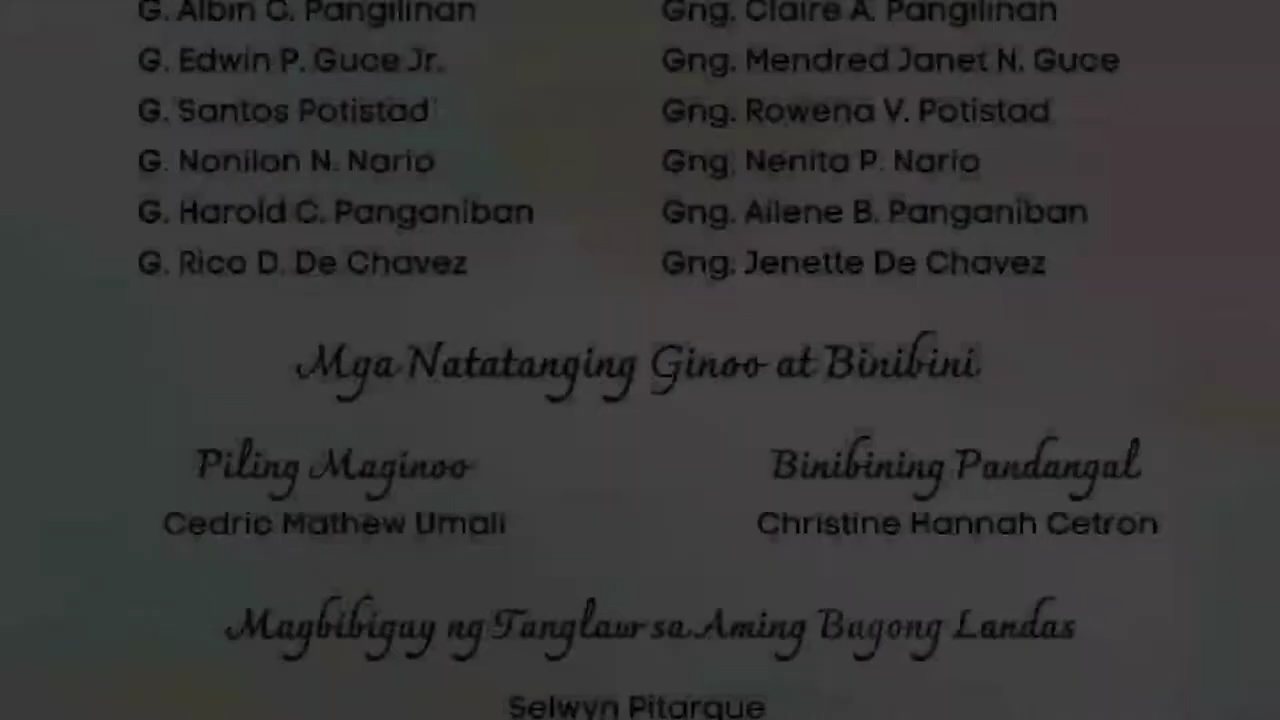 G. Albin C. Pangilinan Gng. Claire A. Pangilinan
G. Edwin P. Guce Jr. Gng. Mendred Janet N. Guce
G. Santos Potistad Gng. Rowena V. Potistad
G. Nonilon N. Nario Gng. Nenita P. Nario
G. Harold C. Panganiban Gng. Ailene B. Panganiban
G. Rico D. De Chavez Gng. Jenette De Chavez
Mga Natatanging Ginoo at Binibini
Piling Maginoo Binibining Pandangal
Cedric Mathew Umali Christine Hannah Cetron
Magbibigay ng Tanglaw sa Aming Bagong Landas
Selwyn Pitargue